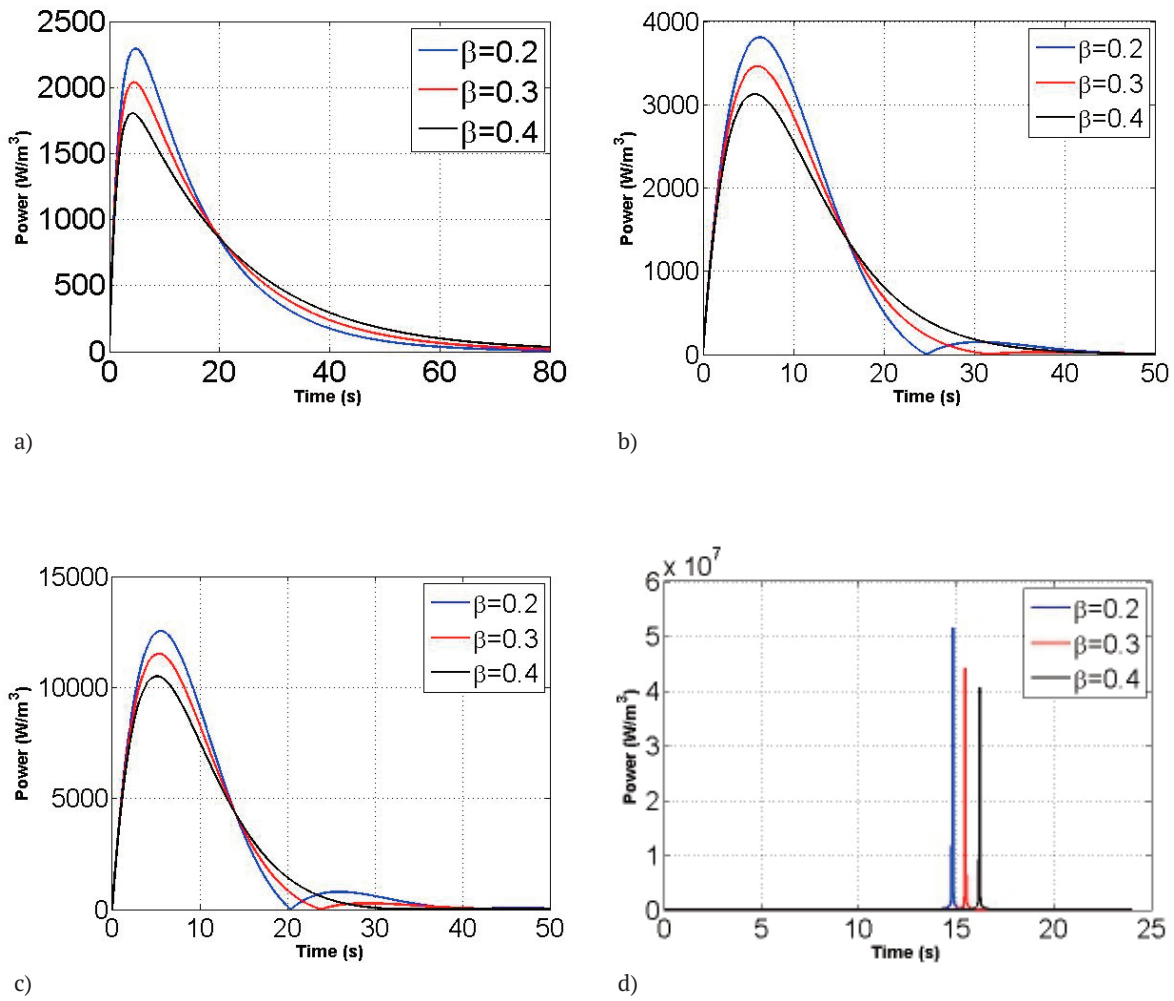 2500
2000
1500
1000
500
0
Power (W/m³)
β=0.2
β=0.3
β=0.4
0 20 40 60 80
Time (s)
a)
4000
3000
2000
1000
0
Power (W/m³)
β=0.2
β=0.3
β=0.4
0 10 20 30 40 50
Time (s)
b)
15000
10000
5000
0
Power (W/m³)
β=0.2
β=0.3
β=0.4
0 10 20 30 40 50
Time (s)
c)
x 10⁷
6
5
4
3
2
1
0
Power (W/m³)
β=0.2
β=0.3
β=0.4
0 5 10 15 20 25
Time (s)
d)